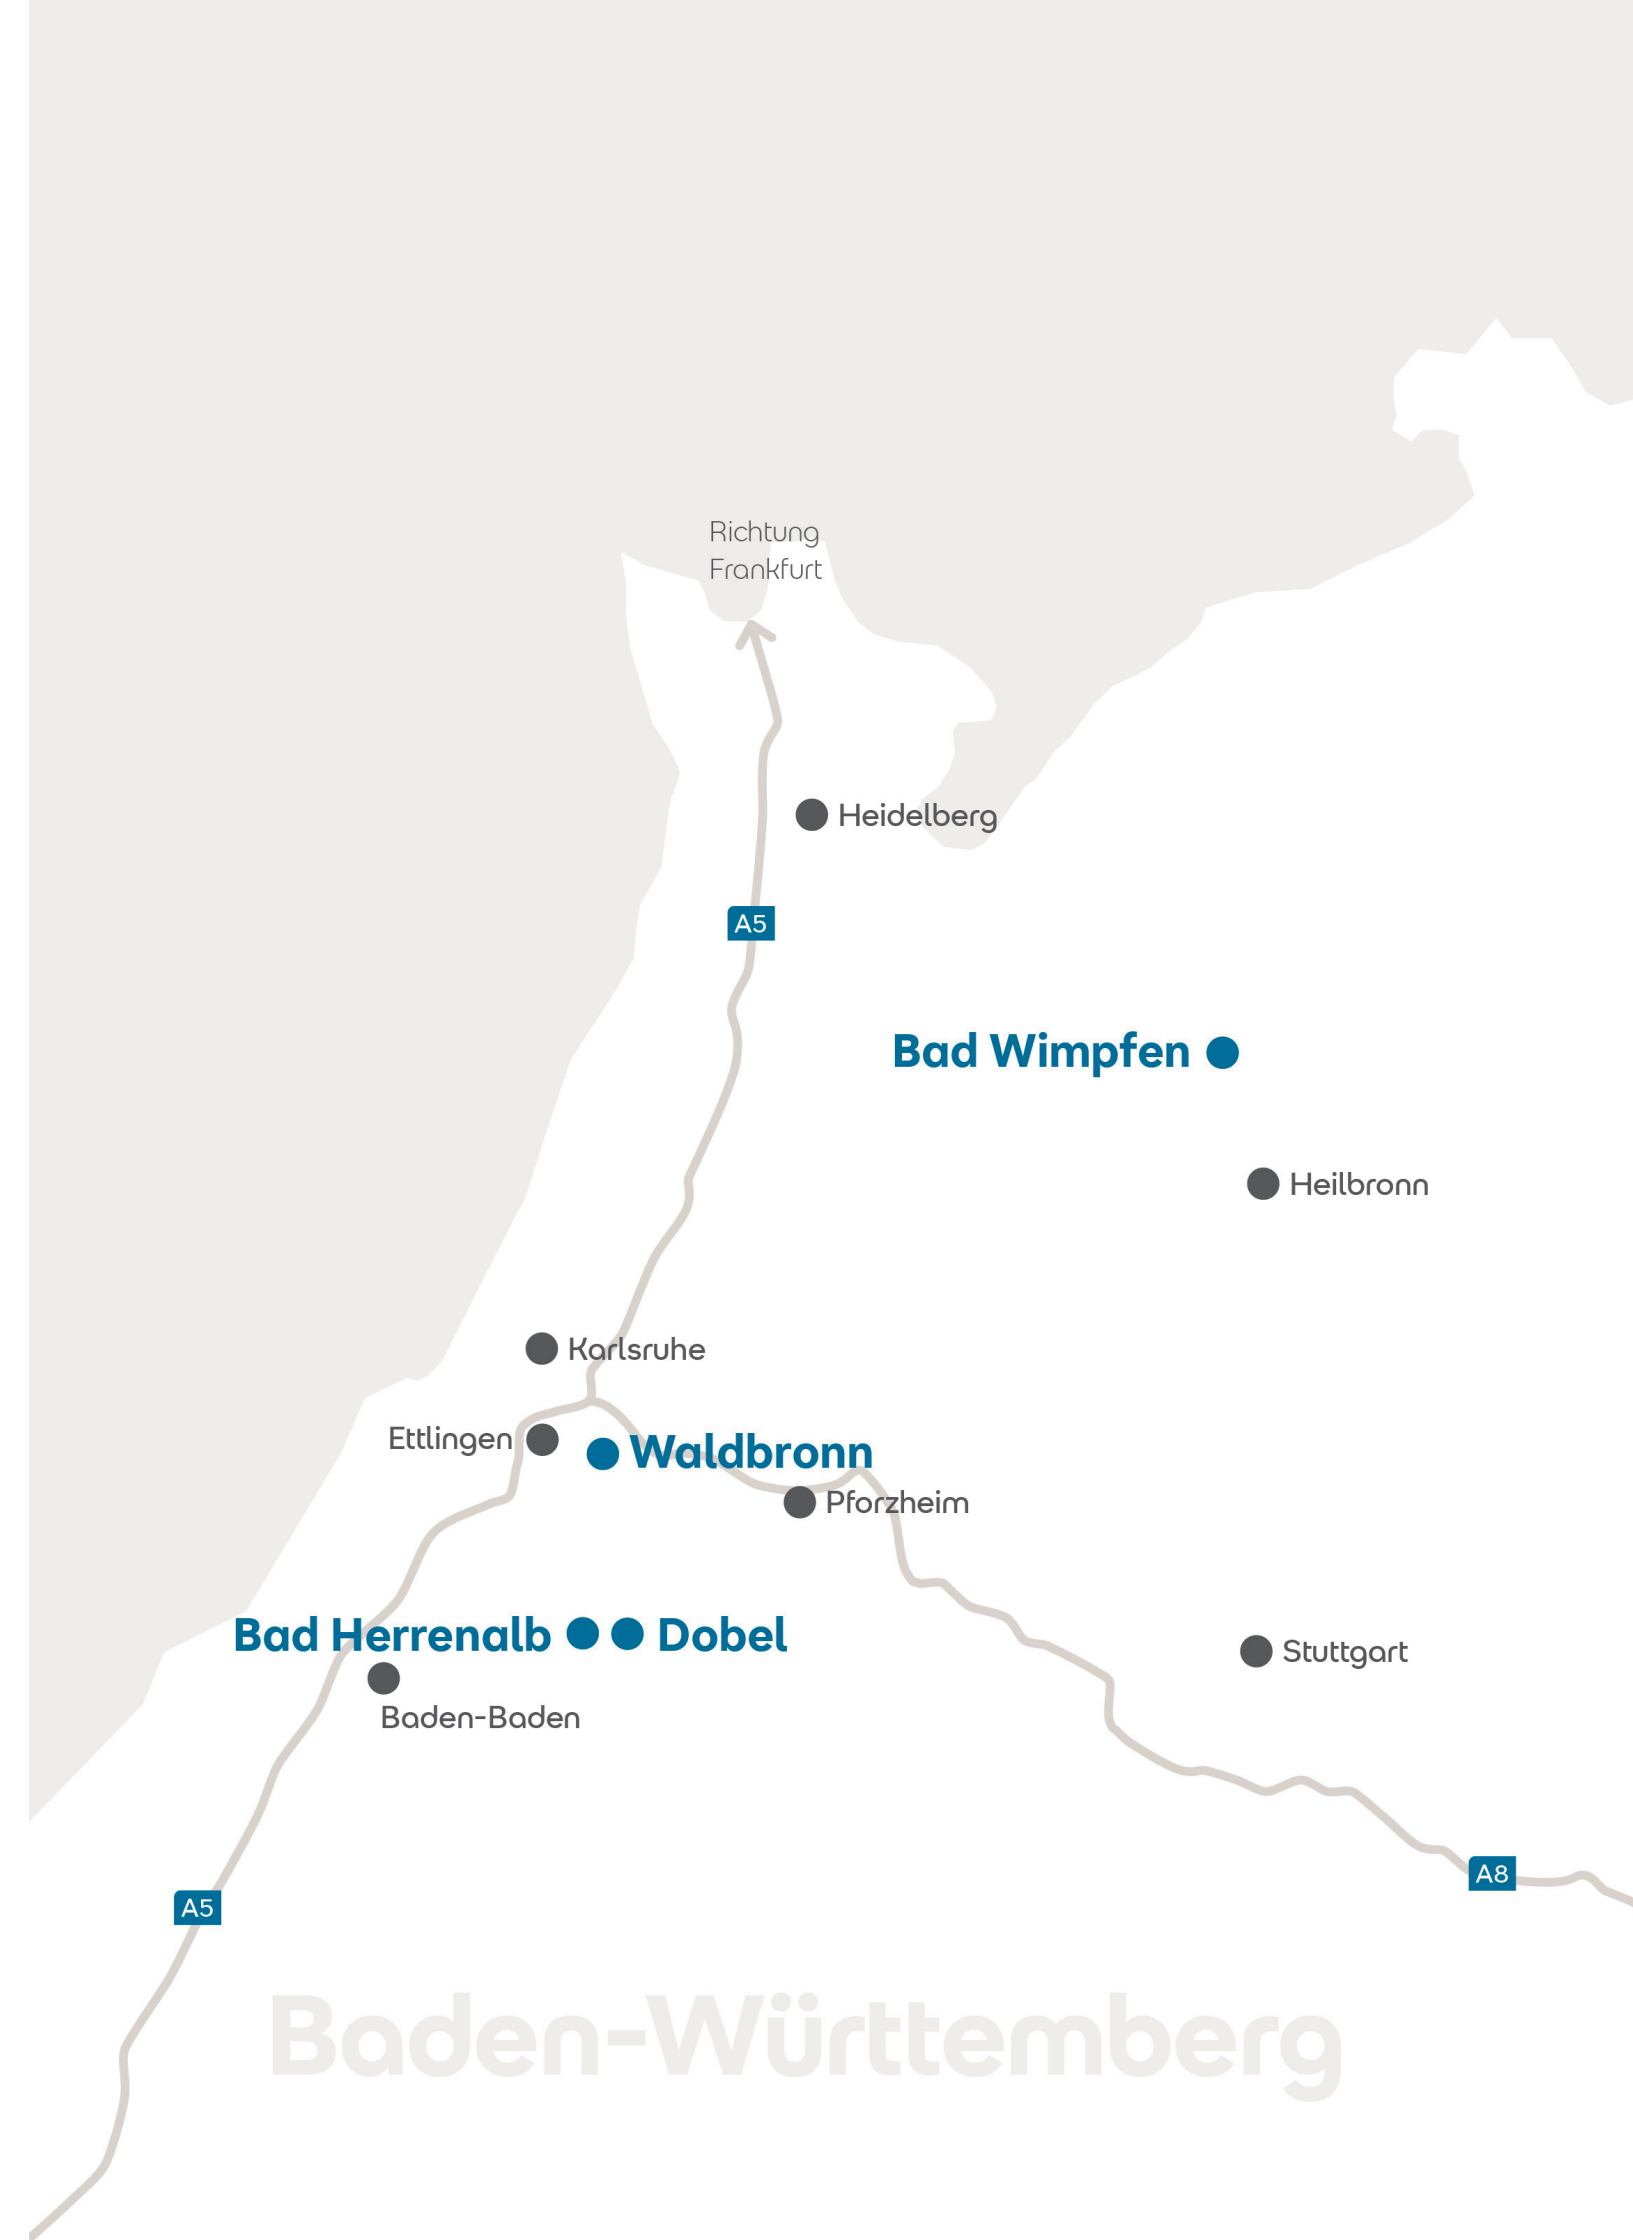 Richtung
Frankfurt
Heidelberg
A5
Bad Wimpfen
Heilbronn
Karlsruhe
Ettlingen
Waldbronn
Pforzheim
Bad Herrenalb
Dobel
Stuttgart
Baden-Baden
A8
A5
Baden-Württemberg